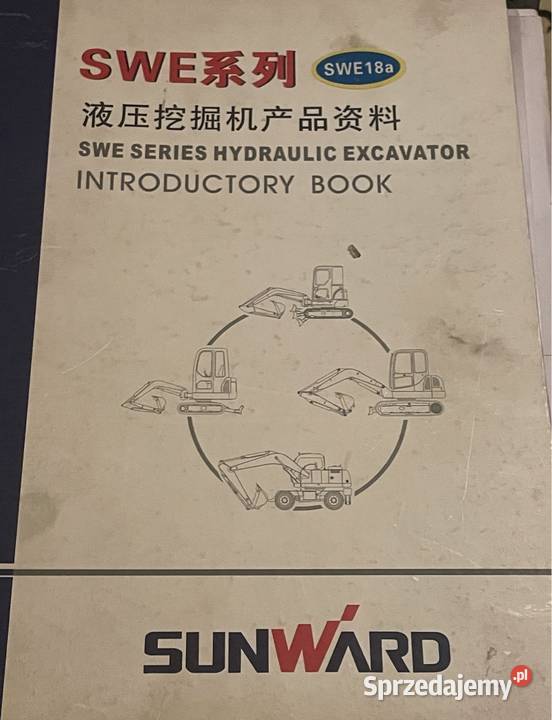 SWE系列 SWE18a
液压挖掘机产品资料
SWE SERIES HYDRAULIC EXCAVATOR
INTRODUCTORY BOOK
SUNWARD
Sprzedajemy.pl